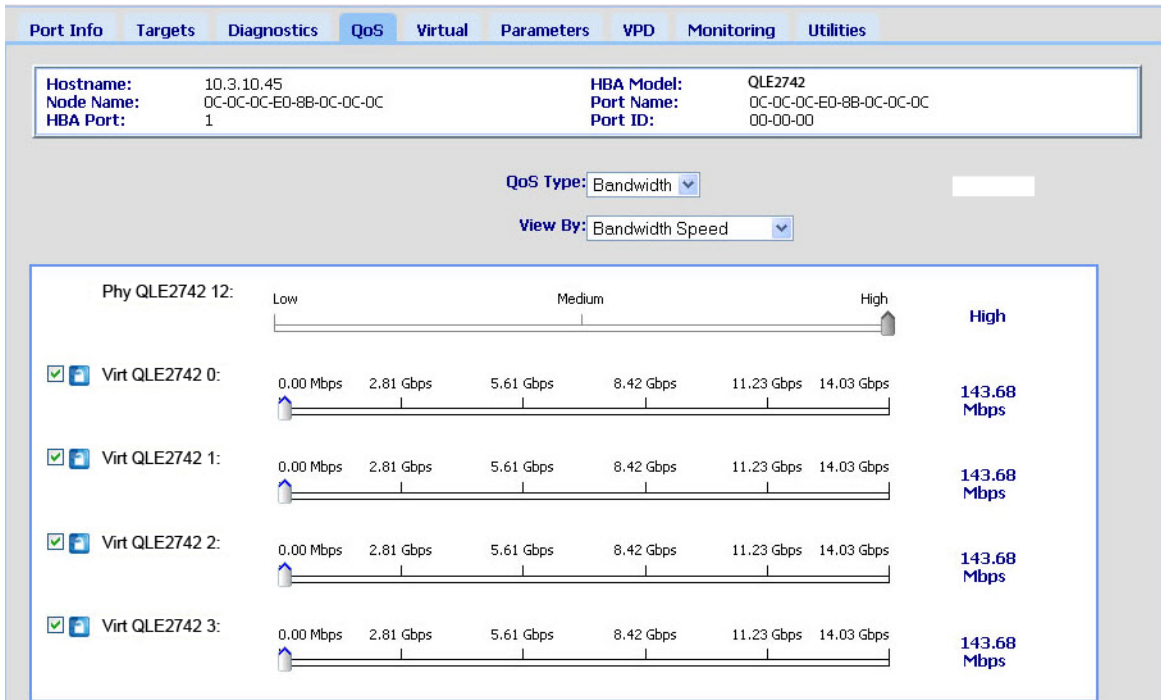 Port Info Targets Diagnostics QoS Virtual Parameters VPD Monitoring Utilities
Hostname: 10.3.10.45 HBA Model: QLE2742
Node Name: 0C-0C-0C-E0-8B-0C-0C-0C Port Name: 0C-0C-0C-E0-8B-0C-0C-0C
HBA Port: 1 Port ID: 00-00-00
QoS Type: Bandwidth
View By: Bandwidth Speed
Phy QLE2742 12: Low Medium High High
Virt QLE2742 0: 0.00 Mbps 2.81 Gbps 5.61 Gbps 8.42 Gbps 11.23 Gbps 14.03 Gbps 143.68
Mbps
Virt QLE2742 1: 0.00 Mbps 2.81 Gbps 5.61 Gbps 8.42 Gbps 11.23 Gbps 14.03 Gbps 143.68
Mbps
Virt QLE2742 2: 0.00 Mbps 2.81 Gbps 5.61 Gbps 8.42 Gbps 11.23 Gbps 14.03 Gbps 143.68
Mbps
Virt QLE2742 3: 0.00 Mbps 2.81 Gbps 5.61 Gbps 8.42 Gbps 11.23 Gbps 14.03 Gbps 143.68
Mbps